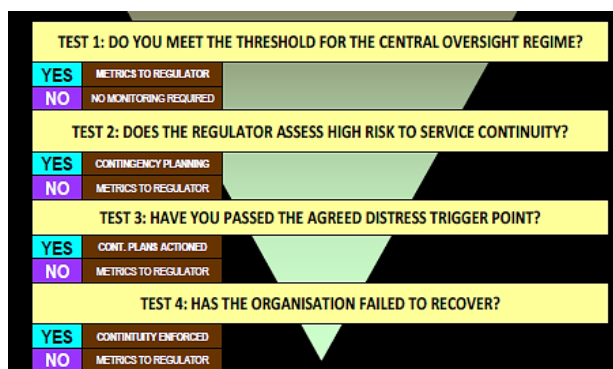 TEST 1: DO YOU MEET THE THRESHOLD FOR THE CENTRAL OVERSIGHT REGIME?
YES METRICS TO REGULATOR
NO NO MONITORING REQUIRED
TEST 2: DOES THE REGULATOR ASSESS HIGH RISK TO SERVICE CONTINUITY?
YES CONTINGENCY PLANNING
NO METRICS TO REGULATOR
TEST 3: HAVE YOU PASSED THE AGREED DISTRESS TRIGGER POINT?
YES CONT. PLANS ACTIONED
NO METRICS TO REGULATOR
TEST 4: HAS THE ORGANISATION FAILED TO RECOVER?
YES CONTINTUITY ENFORCED
NO METRICS TO REGULATOR